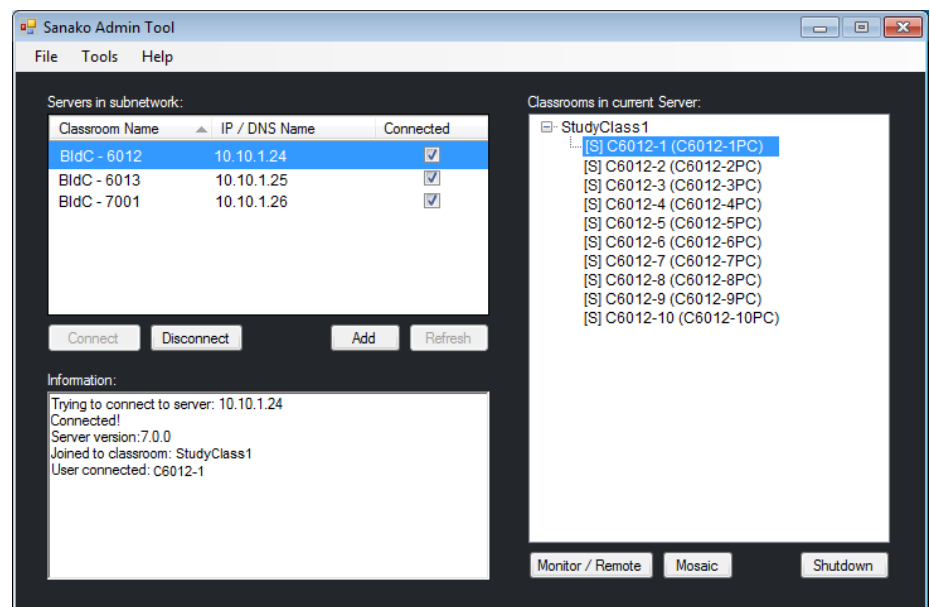 Sanako Admin Tool
File Tools Help
Servers in subnetwork:
Classroom Name IP / DNS Name Connected
BldC - 6012 10.10.1.24
BldC - 6013 10.10.1.25
BldC - 7001 10.10.1.26
Connect Disconnect Add Refresh
Information:
Trying to connect to server: 10.10.1.24
Connected!
Server version:7.0.0
Joined to classroom: StudyClass1
User connected: C6012-1
Classrooms in current Server:
StudyClass1
[S] C6012-1 (C6012-1PC)
[S] C6012-2 (C6012-2PC)
[S] C6012-3 (C6012-3PC)
[S] C6012-4 (C6012-4PC)
[S] C6012-5 (C6012-5PC)
[S] C6012-6 (C6012-6PC)
[S] C6012-7 (C6012-7PC)
[S] C6012-8 (C6012-8PC)
[S] C6012-9 (C6012-9PC)
[S] C6012-10 (C6012-10PC)
Monitor / Remote Mosaic Shutdown